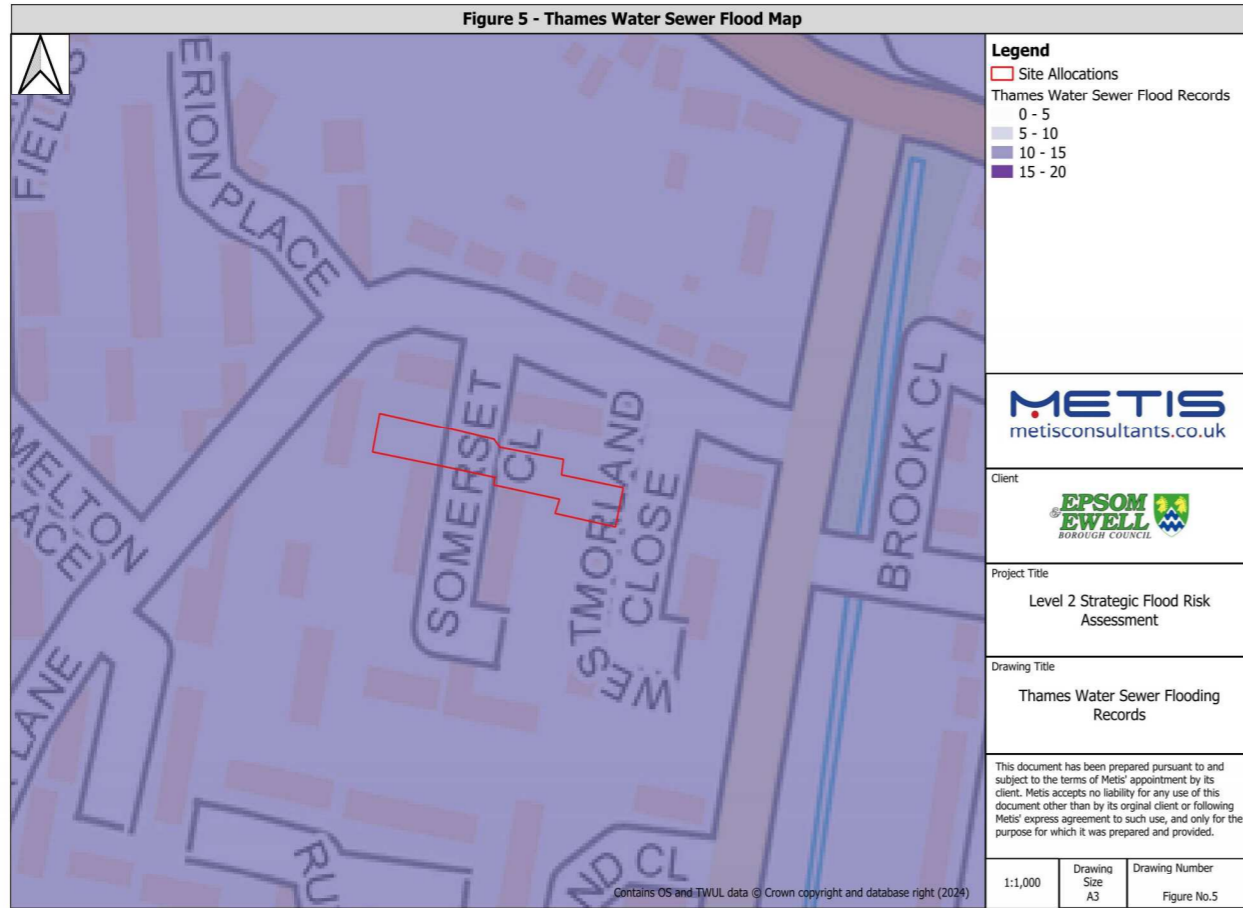 Figure 5 - Thames Water Sewer Flood Map
ERION PLACE
FIELDS
SOMERSET
CL
WESTMORLAND
CLOSE
BROOK CL
MELTON
ACE
LANE
RU
ND CL
Contains OS and TWUL data © Crown copyright and database right (2024)
Legend
Site Allocations
Thames Water Sewer Flood Records
0 - 5
5 - 10
10 - 15
15 - 20
METIS
metisconsultants.co.uk
Client
EPSOM
& EWELL
BOROUGH COUNCIL
Project Title
Level 2 Strategic Flood Risk
Assessment
Drawing Title
Thames Water Sewer Flooding
Records
This document has been prepared pursuant to and
subject to the terms of Metis' appointment by its
client. Metis accepts no liability for any use of this
document other than by its orginal client or following
Metis' express agreement to such use, and only for the
purpose for which it was prepared and provided.
1:1,000
Drawing
Size
A3
Drawing Number
Figure No.5